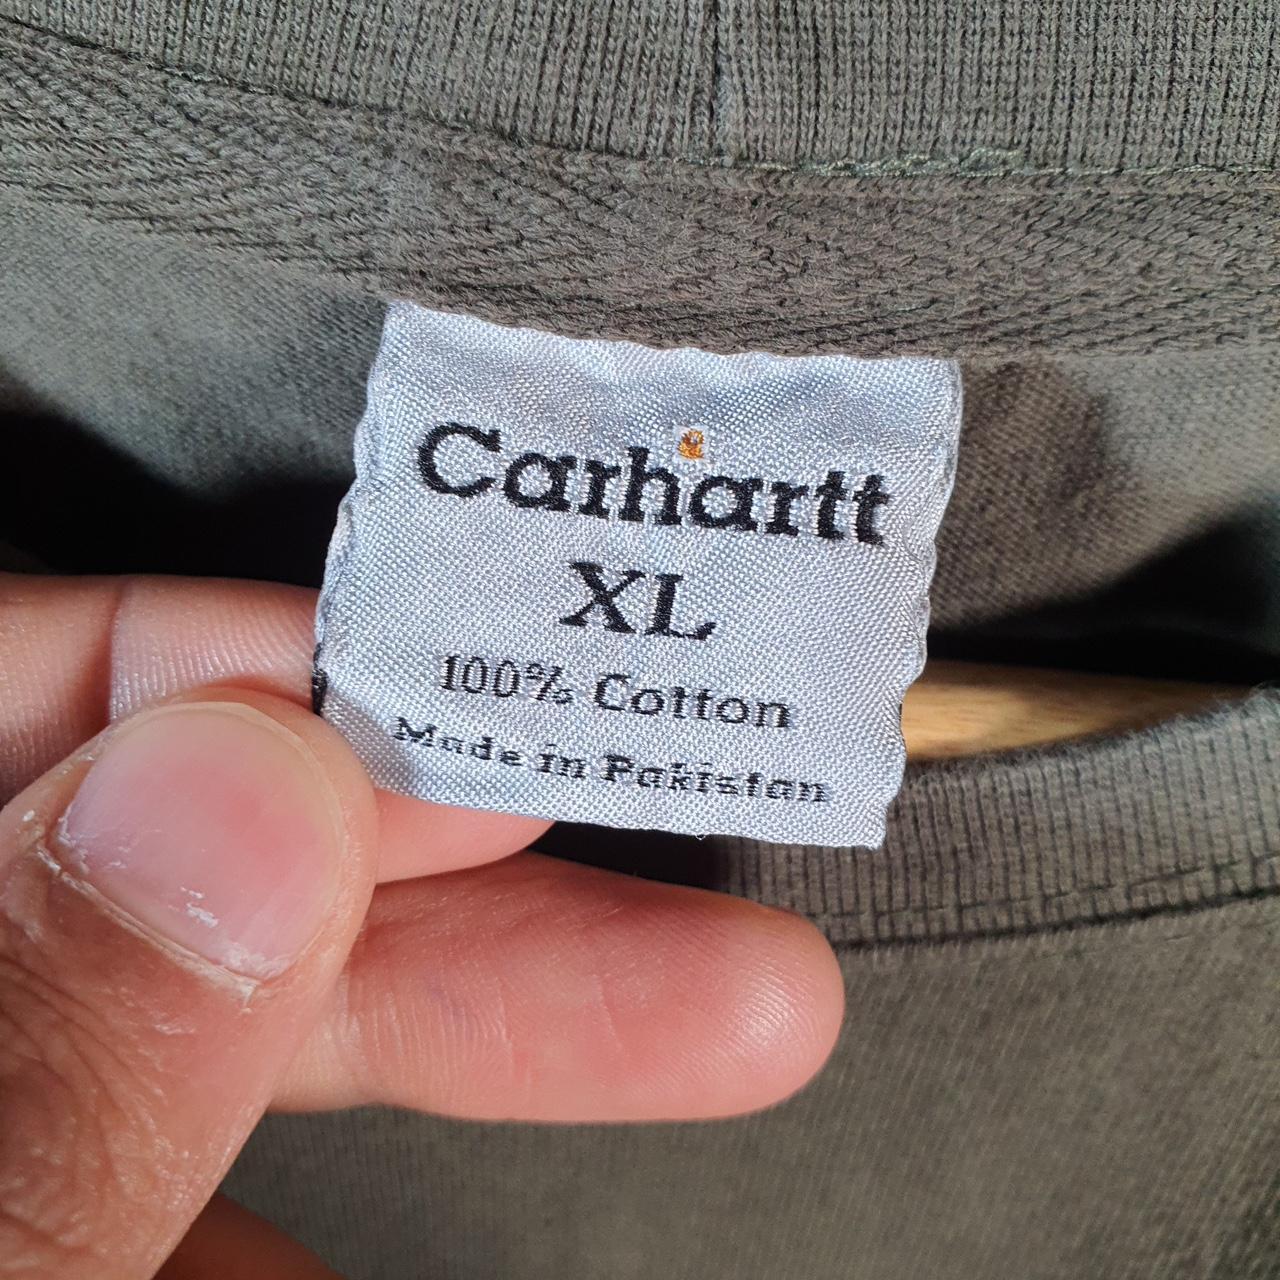 Carhartt
XL
100% Cotton
Made in Pakistan